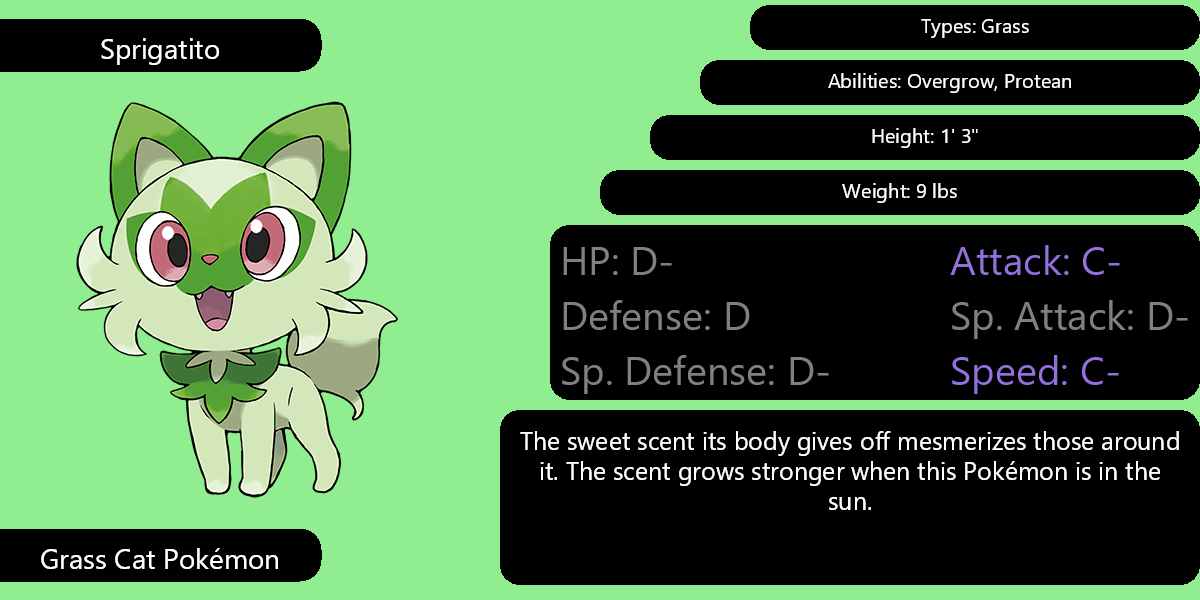 Sprigatito
Types: Grass
Abilities: Overgrow, Protean
Height: 1' 3"
Weight: 9 lbs
HP: D-
Attack: C-
Defense: D
Sp. Attack: D-
Sp. Defense: D-
Speed: C-
The sweet scent its body gives off mesmerizes those around
it. The scent grows stronger when this Pokémon is in the
sun.
Grass Cat Pokémon